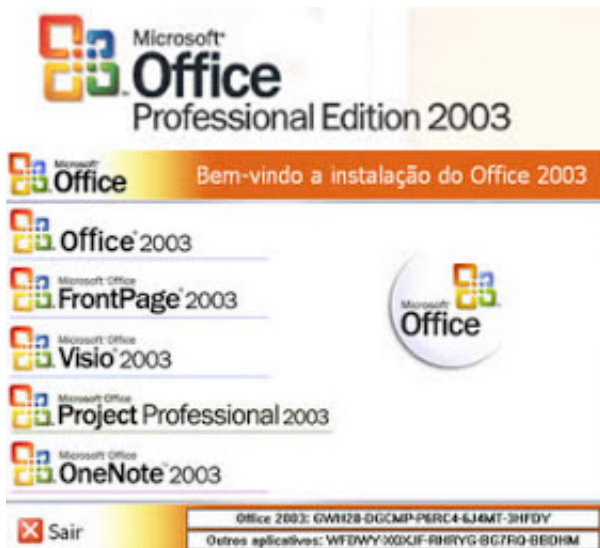 Microsoft
Office
Professional Edition 2003
Microsoft
Office
Bem-vindo a instalação do Office 2003
Office 2003
Microsoft Office
FrontPage 2003
Microsoft
Office
Microsoft Office
Visio 2003
Microsoft Office
Project Professional 2003
Microsoft Office
OneNote 2003
Sair
Office 2003:
Outros aplicativos: